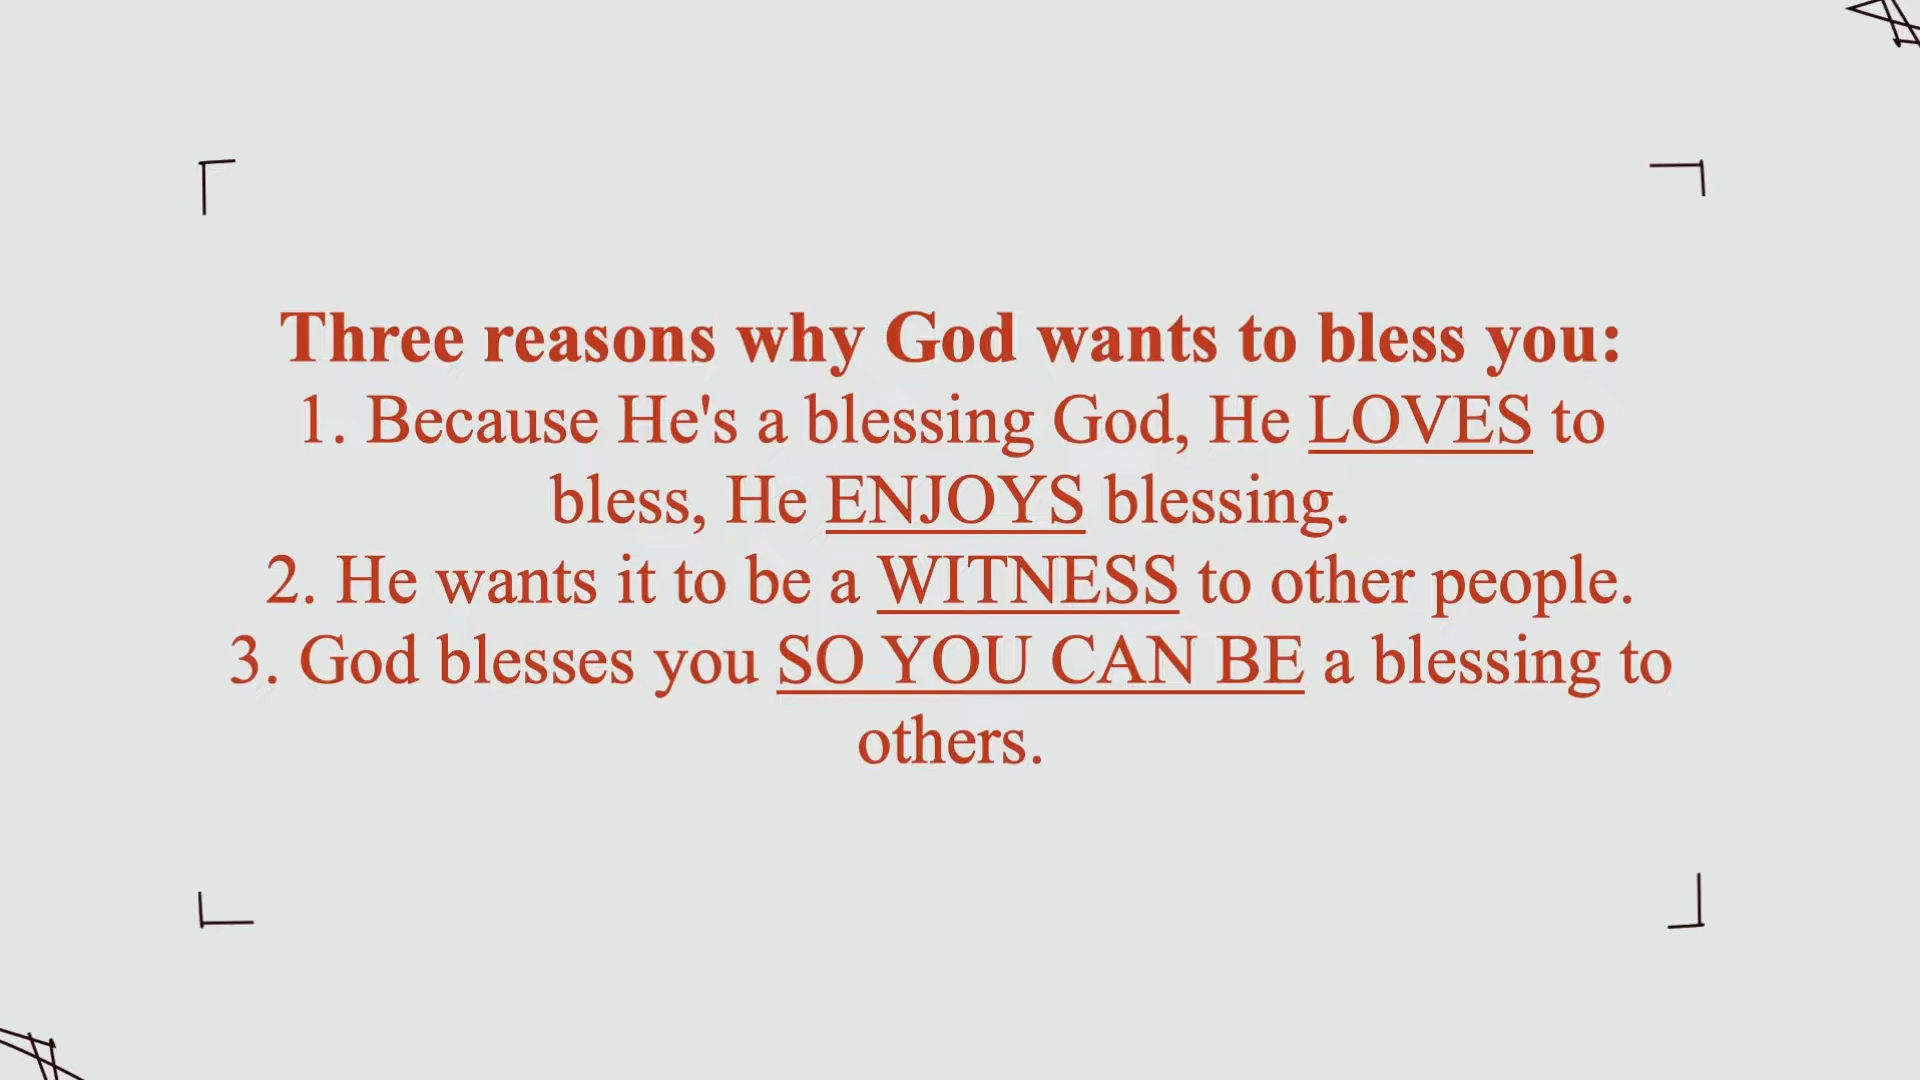 Three reasons why God wants to bless you:
1. Because He's a blessing God, He LOVES to
bless, He ENJOYS blessing.
2. He wants it to be a WITNESS to other people.
3. God blesses you SO YOU CAN BE a blessing to
others.